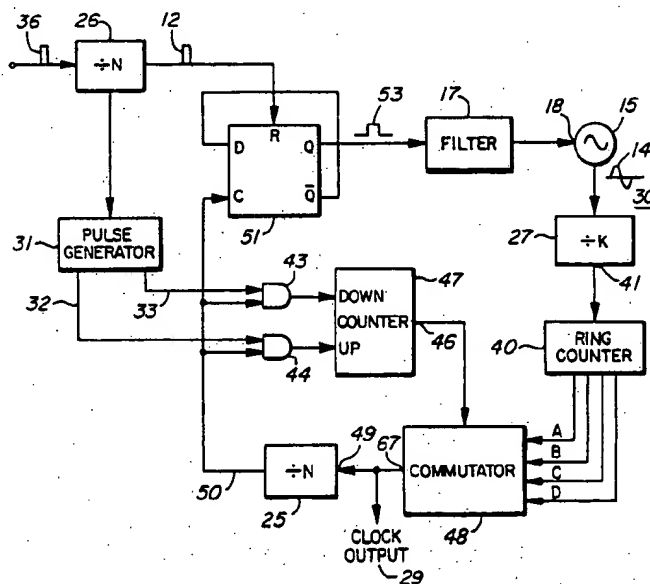 36
26
÷N
12
R
D
Q
C
Q̄
51
53
17
FILTER
18
15
14
30
27
÷K
41
31
PULSE
GENERATOR
32
33
43
44
47
DOWN
COUNTER
UP
46
40
RING
COUNTER
A
B
C
D
67
COMMUTATOR
48
49
÷N
25
50
CLOCK
OUTPUT
29